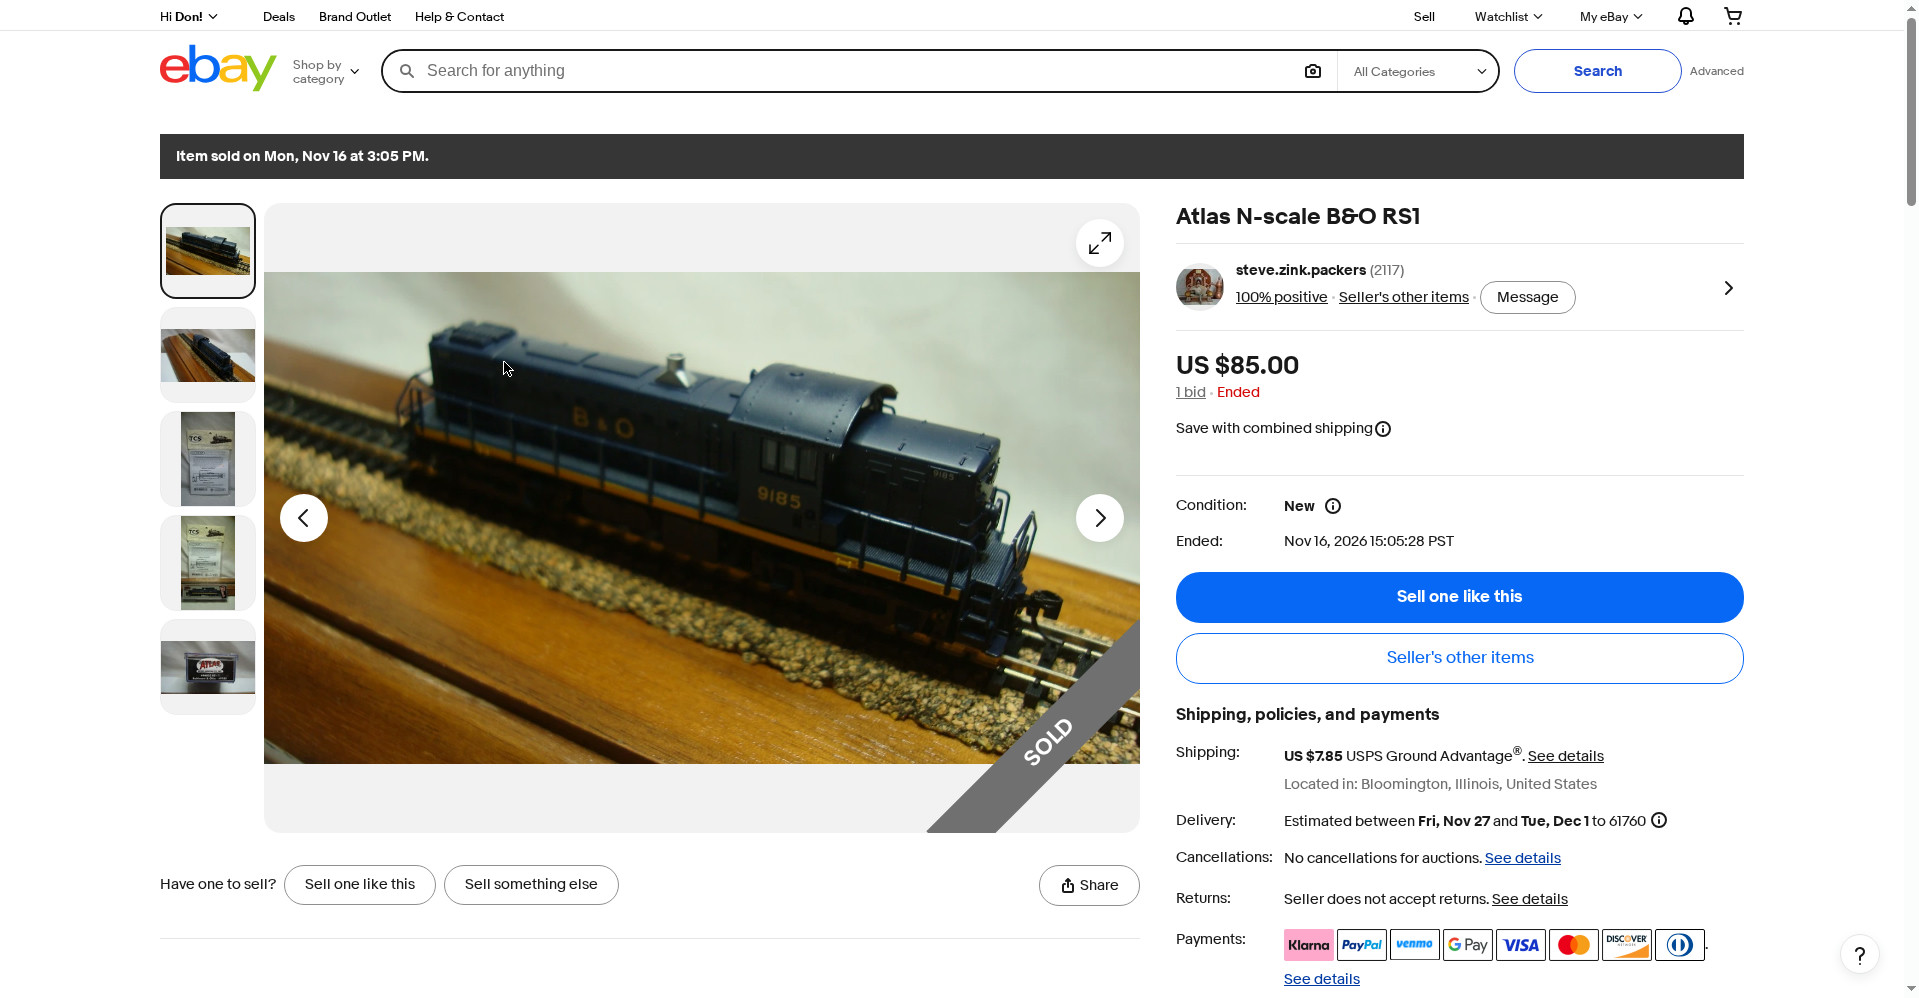 Hi Don!
Deals
Brand Outlet
Help & Contact
Sell
Watchlist
My eBay
ebay
Shop by category
Search for anything
All Categories
Search
Advanced
Item sold on Mon, Nov 16 at 3:05 PM.
TCS
TCS
ATLAS
B & O
9185
9185
SOLD
Have one to sell?
Sell one like this
Sell something else
Share
Atlas N-scale B&O RS1
steve.zink.packers (2117)
100% positive · Seller's other items · Message
US $85.00
1 bid · Ended
Save with combined shipping
Condition: New
Ended: Nov 16, 2026 15:05:28 PST
Sell one like this
Seller's other items
Shipping, policies, and payments
Shipping: US $7.85 USPS Ground Advantage®. See details
Located in: Bloomington, Illinois, United States
Delivery: Estimated between Fri, Nov 27 and Tue, Dec 1 to 61760
Cancellations: No cancellations for auctions. See details
Returns: Seller does not accept returns. See details
Payments: Klarna PayPal venmo G Pay VISA DISCOVER .
See details
?